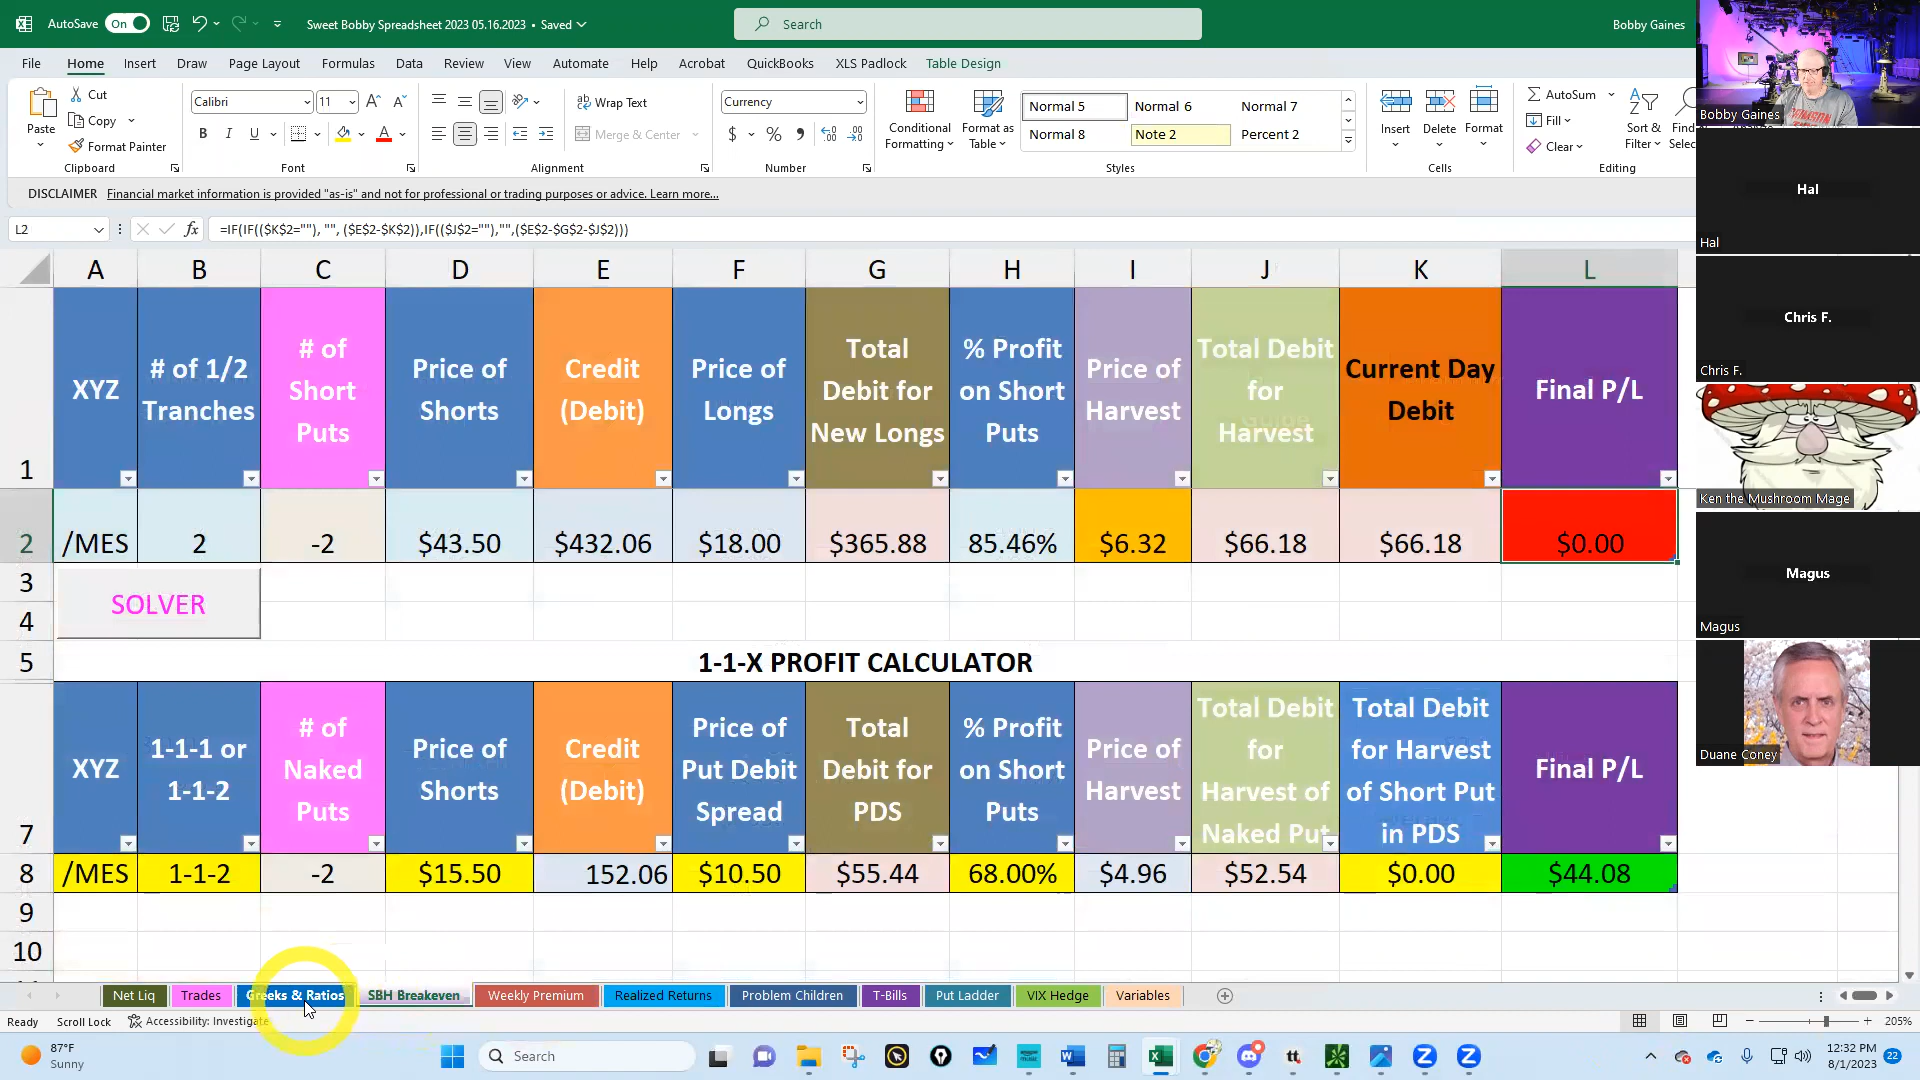 AutoSave On
Sweet Bobby Spreadsheet 2023 05.16.2023 • Saved
Search
Bobby Gaines
File Home Insert Draw Page Layout Formulas Data Review View Automate Help Acrobat QuickBooks XLS Padlock Table Design
Paste
Cut
Copy
Format Painter
Clipboard
Calibri 11
B I U
Font
Wrap Text
Merge & Center
Alignment
Currency
$ % ,
Number
Conditional Formatting
Format as Table
Normal 5 Normal 6 Normal 7
Normal 8 Note 2 Percent 2
Styles
Insert Delete Format
Cells
AutoSum
Fill
Clear
Sort & Filter
Editing
DISCLAIMER Financial market information is provided "as-is" and not for professional or trading purposes or advice. Learn more...
L2 fx =IF(IF(($K$2=""), "", ($E$2-$K$2)),IF(($J$2=""),"",($E$2-$G$2-$J$2)))
A B C D E F G H I J K L
1
XYZ
# of 1/2 Tranches
# of Short Puts
Price of Shorts
Credit (Debit)
Price of Longs
Total Debit for New Longs
% Profit on Short Puts
Price of Harvest
Total Debit for Harvest
Current Day Debit
Final P/L
2 /MES 2 -2 $43.50 $432.06 $18.00 $365.88 85.46% $6.32 $66.18 $66.18 $0.00
3
SOLVER
4
5 1-1-X PROFIT CALCULATOR
7
XYZ
1-1-1 or 1-1-2
# of Naked Puts
Price of Shorts
Credit (Debit)
Price of Put Debit Spread
Total Debit for PDS
% Profit on Short Puts
Price of Harvest
Total Debit for Harvest of Naked Put
Total Debit for Harvest of Short Put in PDS
Final P/L
8 /MES 1-1-2 -2 $15.50 152.06 $10.50 $55.44 68.00% $4.96 $52.54 $0.00 $44.08
9
10
Net Liq Trades Greeks & Ratios SBH Breakeven Weekly Premium Realized Returns Problem Children T-Bills Put Ladder VIX Hedge Variables
Ready Scroll Lock Accessibility: Investigate
205%
87°F
Sunny
Search
12:32 PM
8/1/2023
22
Bobby Gaines
Hal
Hal
Chris F.
Chris F.
Ken the Mushroom Mage
Magus
Magus
Duane Coney